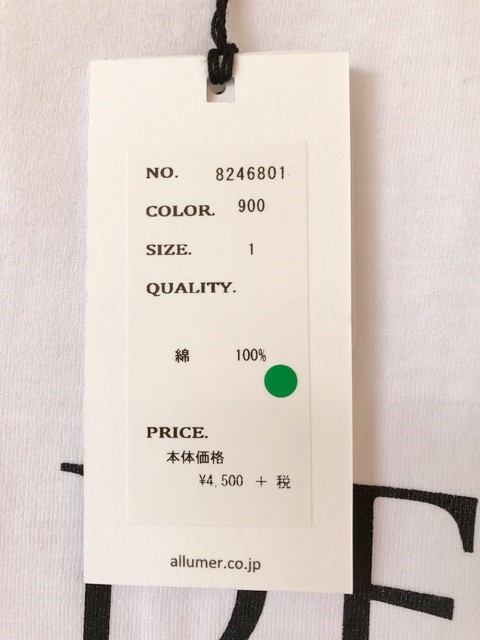 NO. 8246801
COLOR. 900
SIZE. 1
QUALITY.
綿 100%
PRICE.
本体価格
¥4,500 + 税
allumer.co.jp